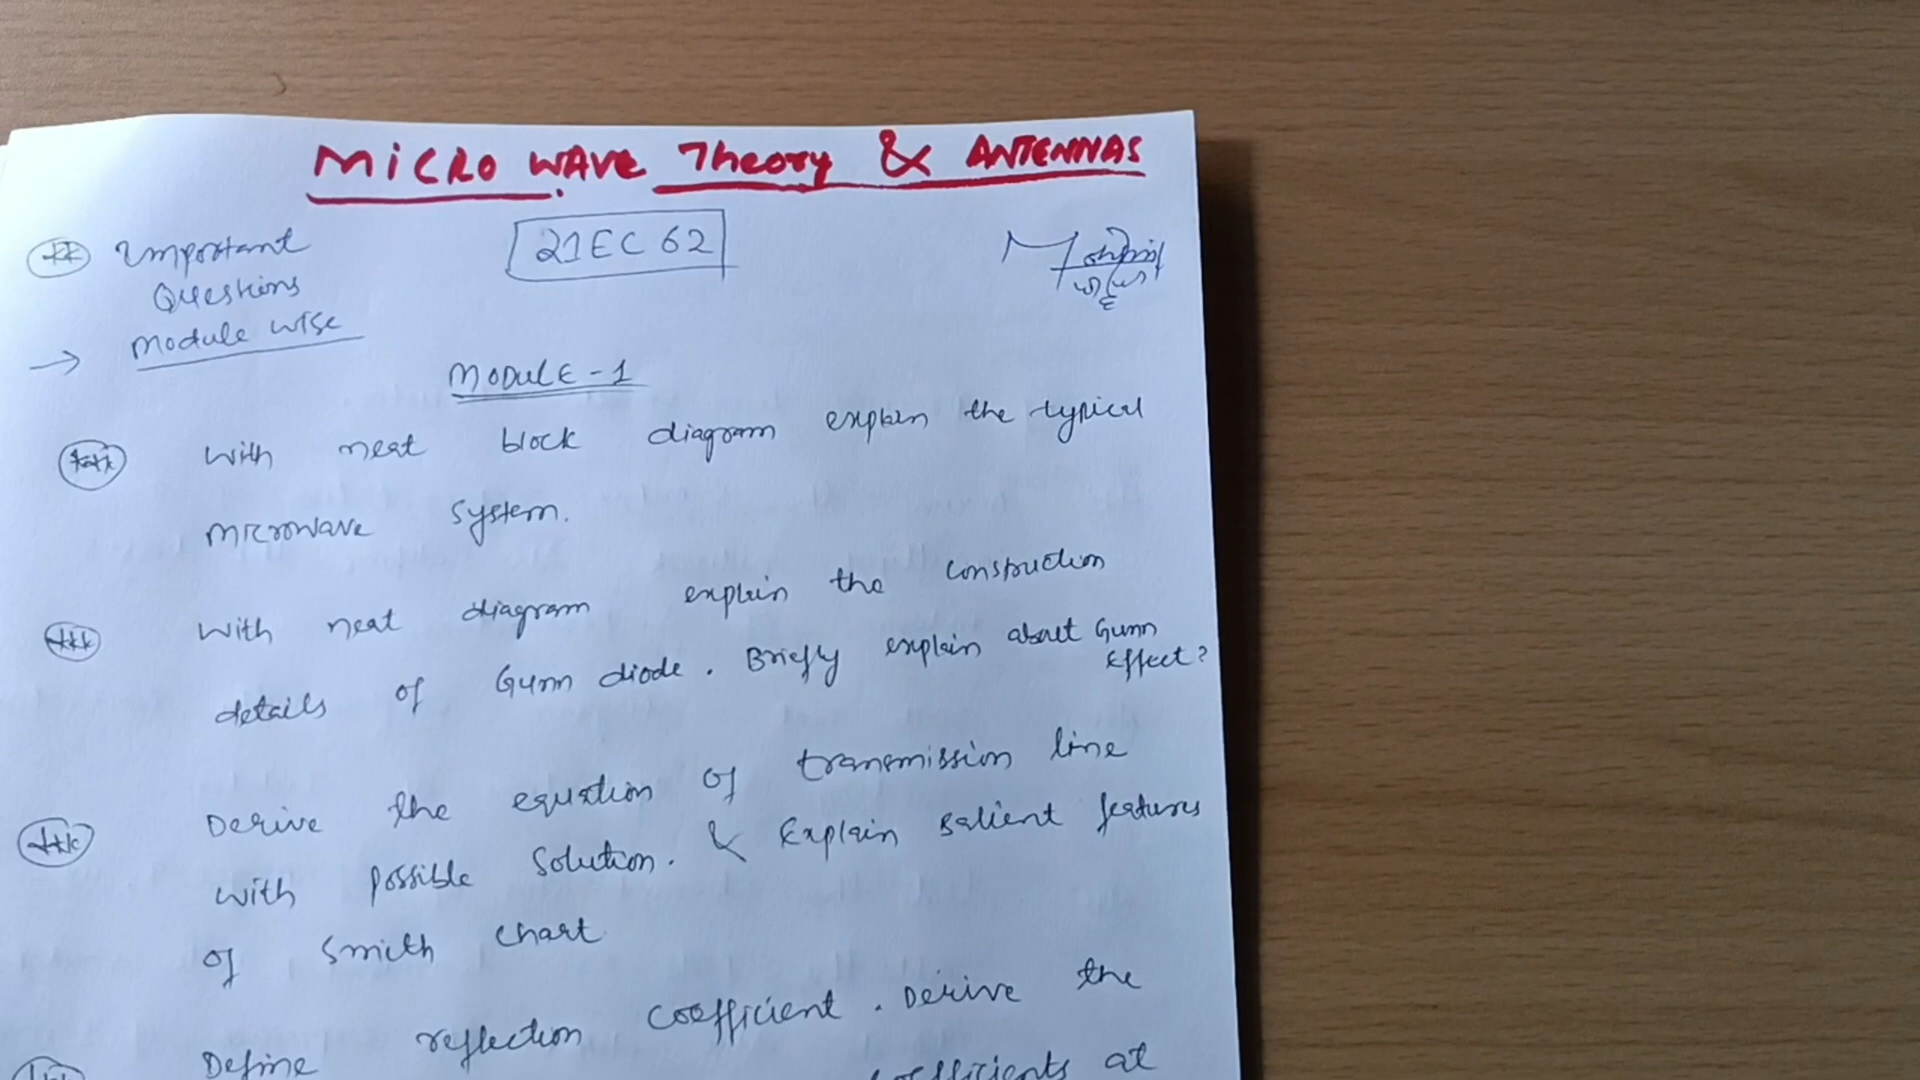 MiCRO WAVE Theory & ANTENNAS
Important
21EC62
Questions
Module wise
MODULE-1
With neat block diagram explain the typical
microwave system.
With neat diagram explain the construction
details of Gunn diode. Briefly explain about Gunn
Effect?
Derive the equation of transmission line
with possible solution. & Explain salient features
of smith chart
Define reflection coefficient. Derive the
coefficients at